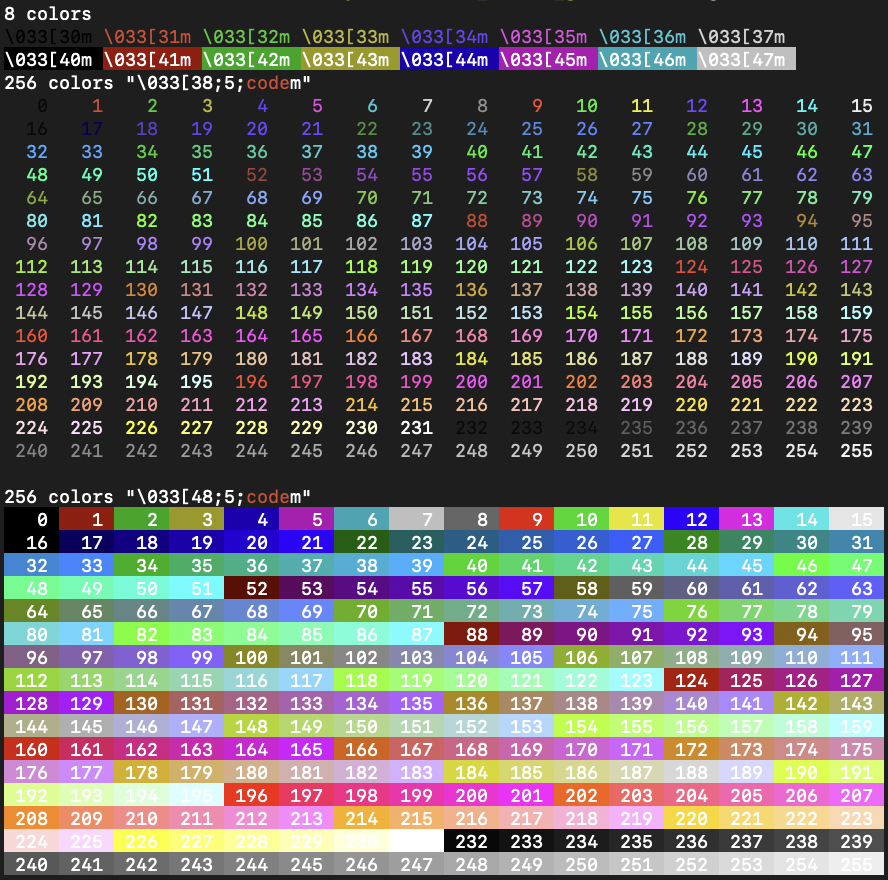 8 colors
\033[30m \033[31m \033[32m \033[33m \033[34m \033[35m \033[36m \033[37m
\033[40m \033[41m \033[42m \033[43m \033[44m \033[45m \033[46m \033[47m
256 colors "\033[38;5;codem"
0 1 2 3 4 5 6 7 8 9 10 11 12 13 14 15
16 17 18 19 20 21 22 23 24 25 26 27 28 29 30 31
32 33 34 35 36 37 38 39 40 41 42 43 44 45 46 47
48 49 50 51 52 53 54 55 56 57 58 59 60 61 62 63
64 65 66 67 68 69 70 71 72 73 74 75 76 77 78 79
80 81 82 83 84 85 86 87 88 89 90 91 92 93 94 95
96 97 98 99 100 101 102 103 104 105 106 107 108 109 110 111
112 113 114 115 116 117 118 119 120 121 122 123 124 125 126 127
128 129 130 131 132 133 134 135 136 137 138 139 140 141 142 143
144 145 146 147 148 149 150 151 152 153 154 155 156 157 158 159
160 161 162 163 164 165 166 167 168 169 170 171 172 173 174 175
176 177 178 179 180 181 182 183 184 185 186 187 188 189 190 191
192 193 194 195 196 197 198 199 200 201 202 203 204 205 206 207
208 209 210 211 212 213 214 215 216 217 218 219 220 221 222 223
224 225 226 227 228 229 230 231 232 233 234 235 236 237 238 239
240 241 242 243 244 245 246 247 248 249 250 251 252 253 254 255
256 colors "\033[48;5;codem"
0 1 2 3 4 5 6 7 8 9 10 11 12 13 14 15
16 17 18 19 20 21 22 23 24 25 26 27 28 29 30 31
32 33 34 35 36 37 38 39 40 41 42 43 44 45 46 47
48 49 50 51 52 53 54 55 56 57 58 59 60 61 62 63
64 65 66 67 68 69 70 71 72 73 74 75 76 77 78 79
80 81 82 83 84 85 86 87 88 89 90 91 92 93 94 95
96 97 98 99 100 101 102 103 104 105 106 107 108 109 110 111
112 113 114 115 116 117 118 119 120 121 122 123 124 125 126 127
128 129 130 131 132 133 134 135 136 137 138 139 140 141 142 143
144 145 146 147 148 149 150 151 152 153 154 155 156 157 158 159
160 161 162 163 164 165 166 167 168 169 170 171 172 173 174 175
176 177 178 179 180 181 182 183 184 185 186 187 188 189 190 191
192 193 194 195 196 197 198 199 200 201 202 203 204 205 206 207
208 209 210 211 212 213 214 215 216 217 218 219 220 221 222 223
224 225 226 227 228 229 230 232 233 234 235 236 237 238 239
240 241 242 243 244 245 246 247 248 249 250 251 252 253 254 255